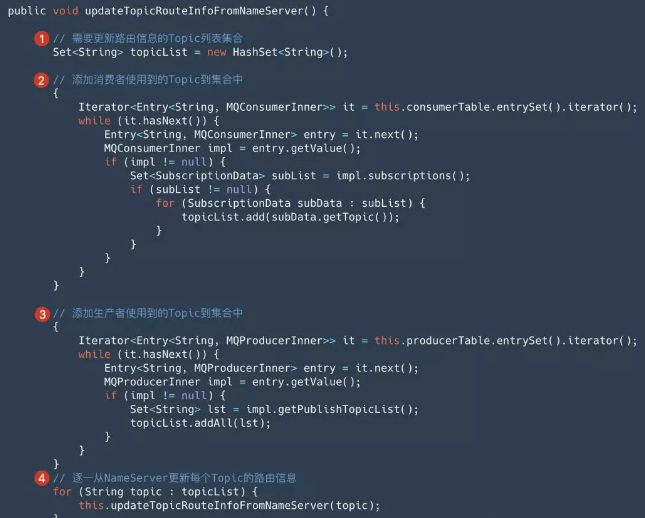 public void updateTopicRouteInfoFromNameServer() {
1 // 需要更新路由信息的Topic列表集合
Set<String> topicList = new HashSet<String>();
2 // 添加消费者使用到的Topic到集合中
{
Iterator<Entry<String, MQConsumerInner>> it = this.consumerTable.entrySet().iterator();
while (it.hasNext()) {
Entry<String, MQConsumerInner> entry = it.next();
MQConsumerInner impl = entry.getValue();
if (impl != null) {
Set<SubscriptionData> subList = impl.subscriptions();
if (subList != null) {
for (SubscriptionData subData : subList) {
topicList.add(subData.getTopic());
}
}
}
}
}
3 // 添加生产者使用到的Topic到集合中
{
Iterator<Entry<String, MQProducerInner>> it = this.producerTable.entrySet().iterator();
while (it.hasNext()) {
Entry<String, MQProducerInner> entry = it.next();
MQProducerInner impl = entry.getValue();
if (impl != null) {
Set<String> lst = impl.getPublishTopicList();
topicList.addAll(lst);
}
}
}
4 // 逐一从NameServer更新每个Topic的路由信息
for (String topic : topicList) {
this.updateTopicRouteInfoFromNameServer(topic);
}